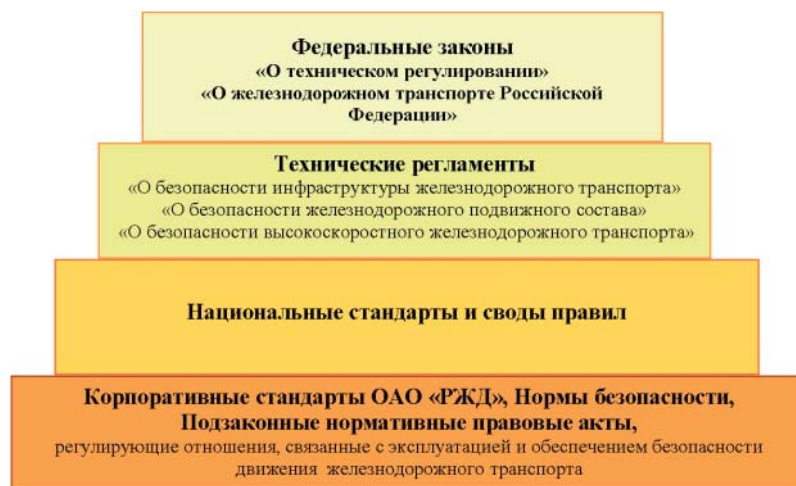 Федеральные законы
«О техническом регулировании»
«О железнодорожном транспорте Российской
Федерации»
Технические регламенты
«О безопасности инфраструктуры железнодорожного транспорта»
«О безопасности железнодорожного подвижного состава»
«О безопасности высокоскоростного железнодорожного транспорта»
Национальные стандарты и своды правил
Корпоративные стандарты ОАО «РЖД», Нормы безопасности,
Подзаконные нормативные правовые акты,
регулирующие отношения, связанные с эксплуатацией и обеспечением безопасности
движения железнодорожного транспорта